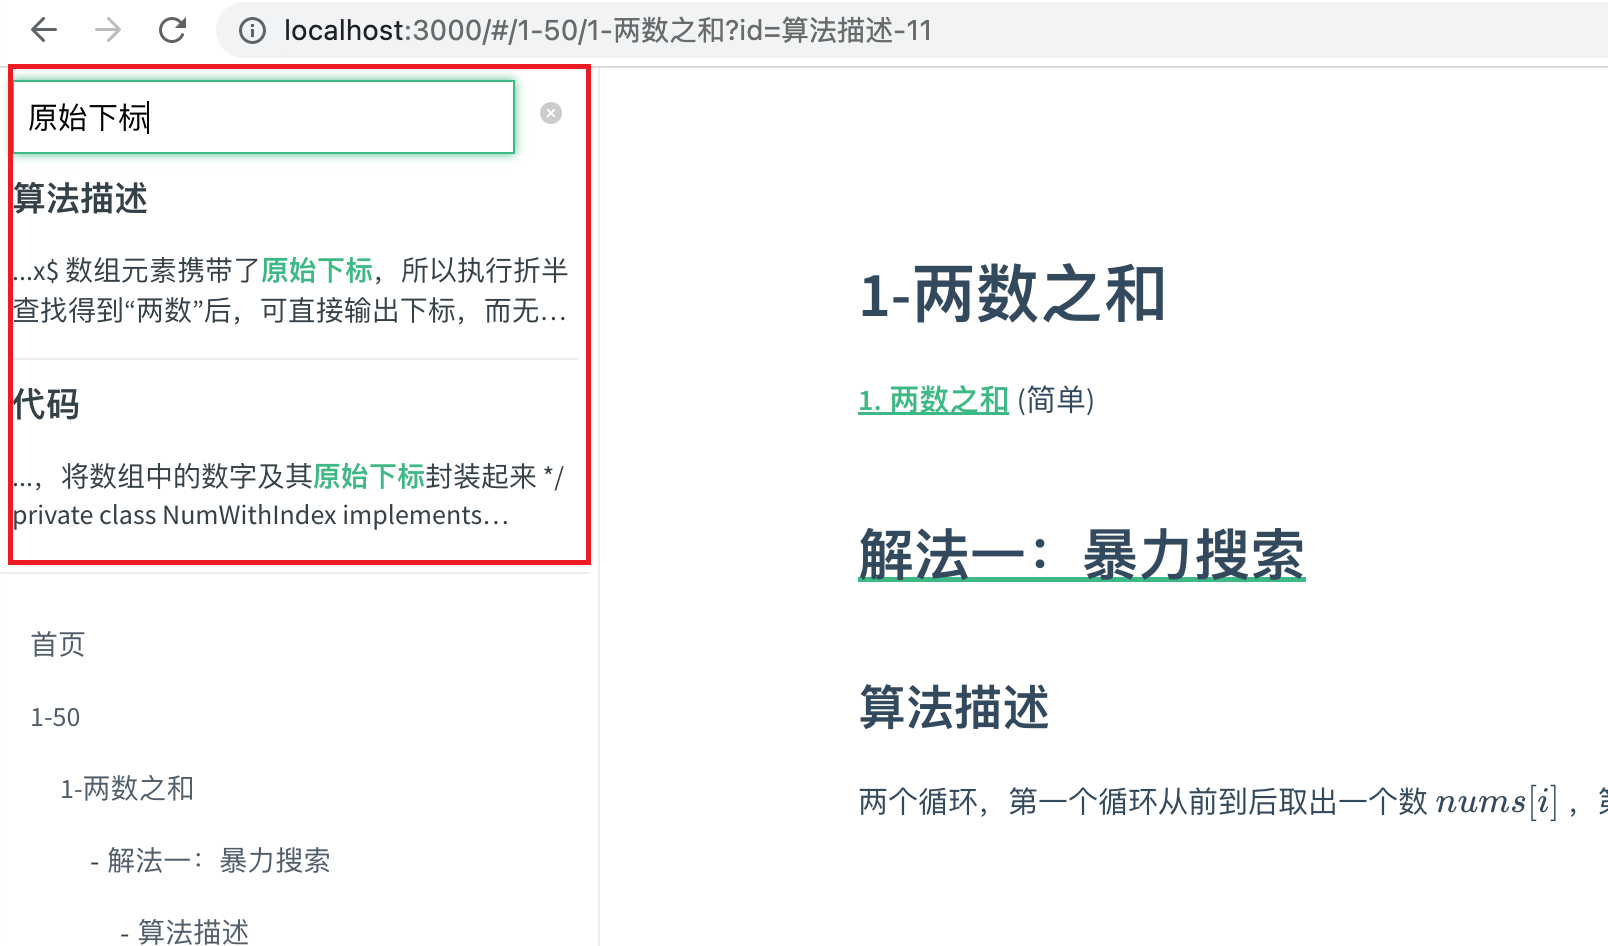 localhost:3000/#/1-50/1-两数之和?id=算法描述-11
原始下标
算法描述
...x$ 数组元素携带了原始下标，所以执行折半
查找得到“两数”后，可直接输出下标，而无…
代码
...，将数组中的数字及其原始下标封装起来 */
private class NumWithIndex implements…
首页
1-50
1-两数之和
- 解法一：暴力搜索
- 算法描述
1-两数之和
1. 两数之和 (简单)
解法一：暴力搜索
算法描述
两个循环，第一个循环从前到后取出一个数 nums[i]，